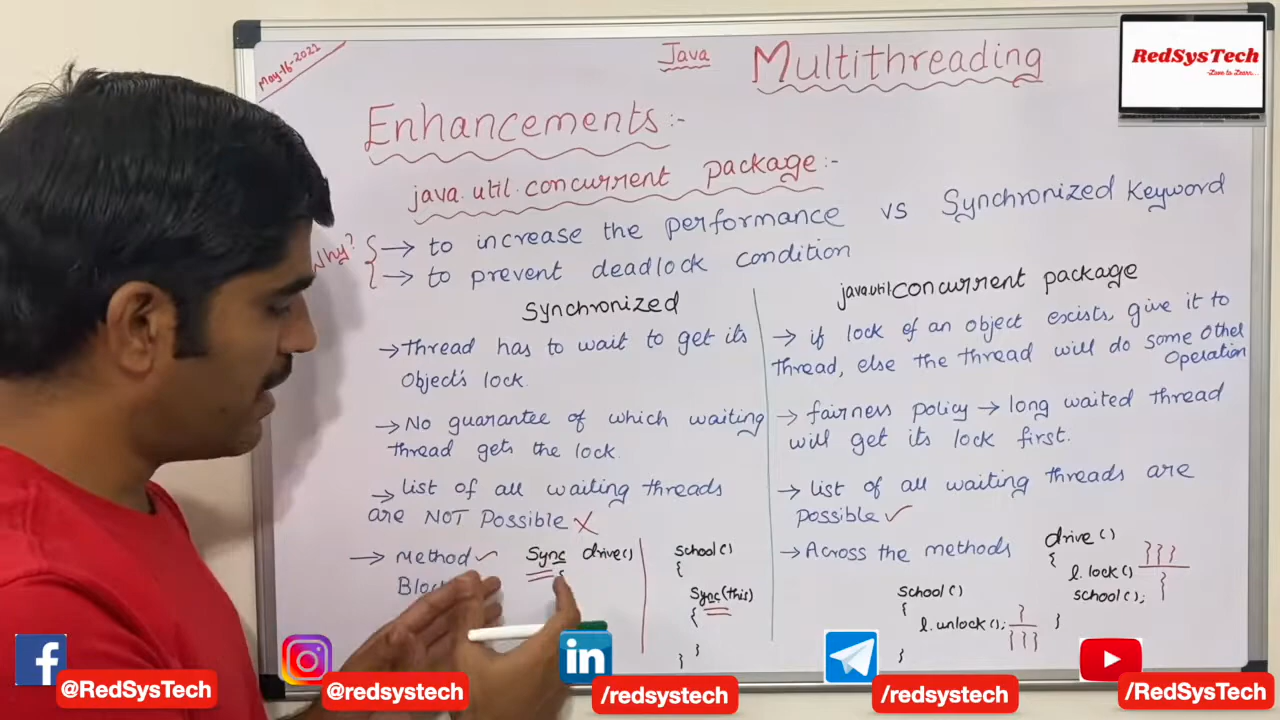 May-16-2021
Java Multithreading
RedSysTech
-Love to Learn...
Enhancements:-
java.util.concurrent package:-
Why?
→ to increase the performance vs Synchronized Keyword
→ to prevent deadlock condition
Synchronized
→Thread has to wait to get its
Object's lock.
→No guarantee of which waiting
thread gets the lock.
→ list of all waiting threads
are NOT Possible X
→ Method ✓
Sync drive()
{
school()
{
Sync(this)
{
}
}
java.util concurrent package
→ if lock of an object exists, give it to
thread, else the thread will do some other
Operation
→ fairness policy → long waited thread
will get its lock first.
→ list of all waiting threads are
possible ✓
→Across the methods
drive()
{
l.lock() }}}
school(); }
}
school()
{
l.unlock(); }
}}}
}
@RedSysTech
@redsystech
/redsystech
/redsystech
/RedSysTech